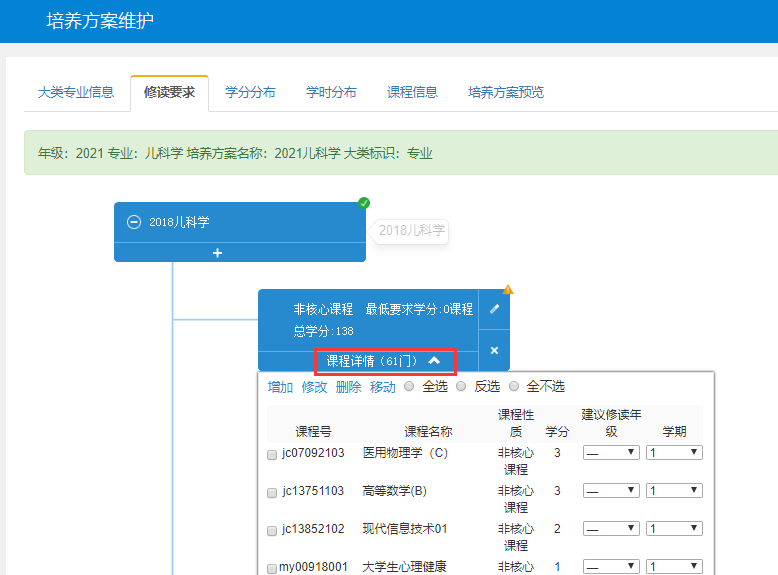 培养方案维护
大类专业信息 修读要求 学分分布 学时分布 课程信息 培养方案预览
年级：2021 专业：儿科学 培养方案名称：2021儿科学 大类标识：专业
2018儿科学
2018儿科学
非核心课程 最低要求学分:0课程
总学分:138
课程详情（61门）
增加 修改 删除 移动 全选 反选 全不选
课程号 课程名称 课程性质 学分 建议修读年级 学期
jc07092103 医用物理学（C） 非核心课程 3 — 1
jc13751103 高等数学(B) 非核心课程 3 — 1
jc13852102 现代信息技术01 非核心课程 2 — 1
my00918001 大学生心理健康 非核心 1 — 1